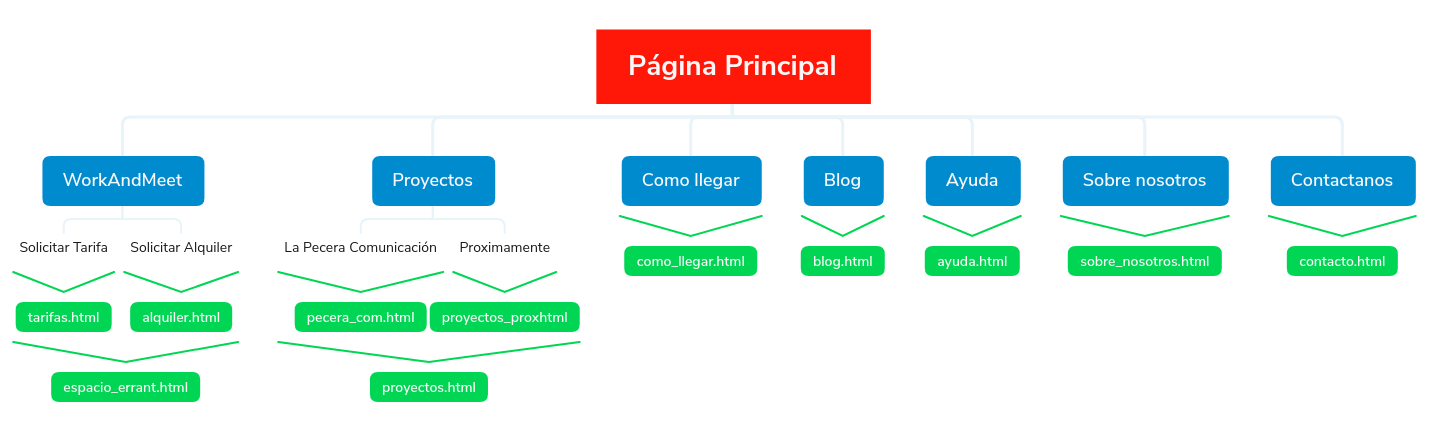 Página Principal
WorkAndMeet
Proyectos
Como llegar
Blog
Ayuda
Sobre nosotros
Contactanos
Solicitar Tarifa
Solicitar Alquiler
La Pecera Comunicación
Proximamente
como_llegar.html
blog.html
ayuda.html
sobre_nosotros.html
contacto.html
tarifas.html
alquiler.html
pecera_com.html
proyectos_proxhtml
espacio_errant.html
proyectos.html